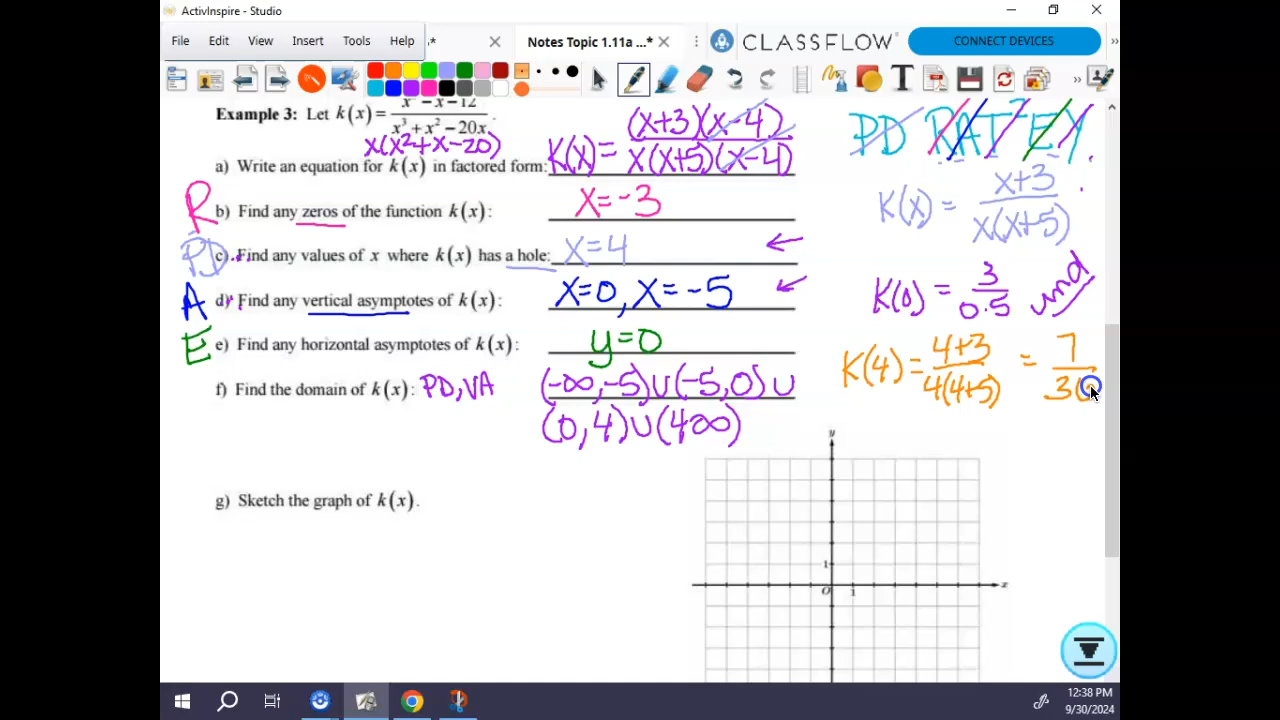 ActivInspire - Studio
File Edit View Insert Tools Help
Notes Topic 1.11a ...*
CLASSFLOW
CONNECT DEVICES
Example 3: Let k(x) = (x² - x - 12)/(x³ + x² - 20x).
x(x²+x-20)
K(x) = (x+3)(x-4)/x(x+5)(x-4)
PD RATEY
a) Write an equation for k(x) in factored form:
K(x) = x+3/x(x+5)
R
b) Find any zeros of the function k(x): x=-3
PD
c) Find any values of x where k(x) has a hole: x=4
A
d) Find any vertical asymptotes of k(x): x=0, x=-5
K(0) = 3/0·5 und
E
e) Find any horizontal asymptotes of k(x): y=0
K(4) = 4+3/4(4+5) = 7/36
f) Find the domain of k(x): PD, VA (-∞,-5)∪(-5,0)∪
(0,4)∪(4∞)
g) Sketch the graph of k(x).
y
1
O 1 x
12:38 PM
9/30/2024